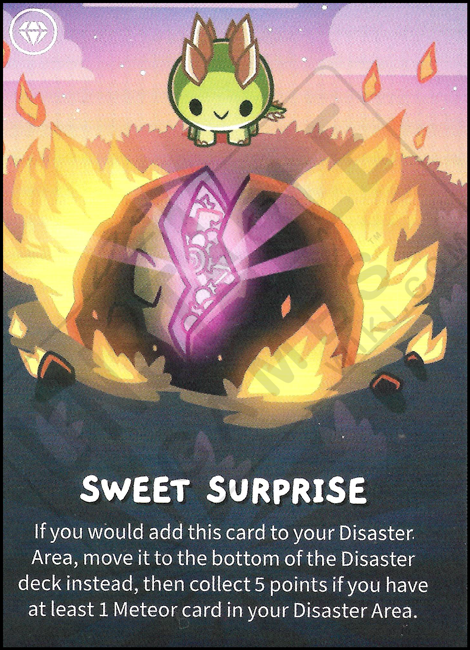 SWEET SURPRISE
If you would add this card to your Disaster
Area, move it to the bottom of the Disaster
deck instead, then collect 5 points if you have
at least 1 Meteor card in your Disaster Area.